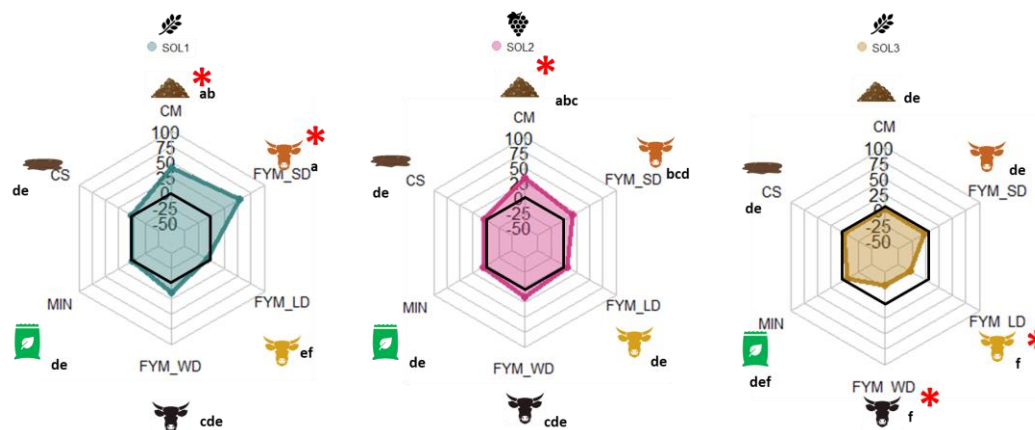 SOL1
* ab
CM
100
75
50
25
0
-25
-50
* a
FYM_SD
FYM_LD
ef
FYM_WD
cde
MIN
de
CS
de
SOL2
*
abc
CM
100
75
50
25
0
-25
-50
bcd
FYM_SD
FYM_LD
de
FYM_WD
cde
MIN
de
CS
de
SOL3
de
CM
100
75
50
25
0
-25
-50
de
FYM_SD
FYM_LD
*
f
FYM_WD
*
f
MIN
def
CS
de